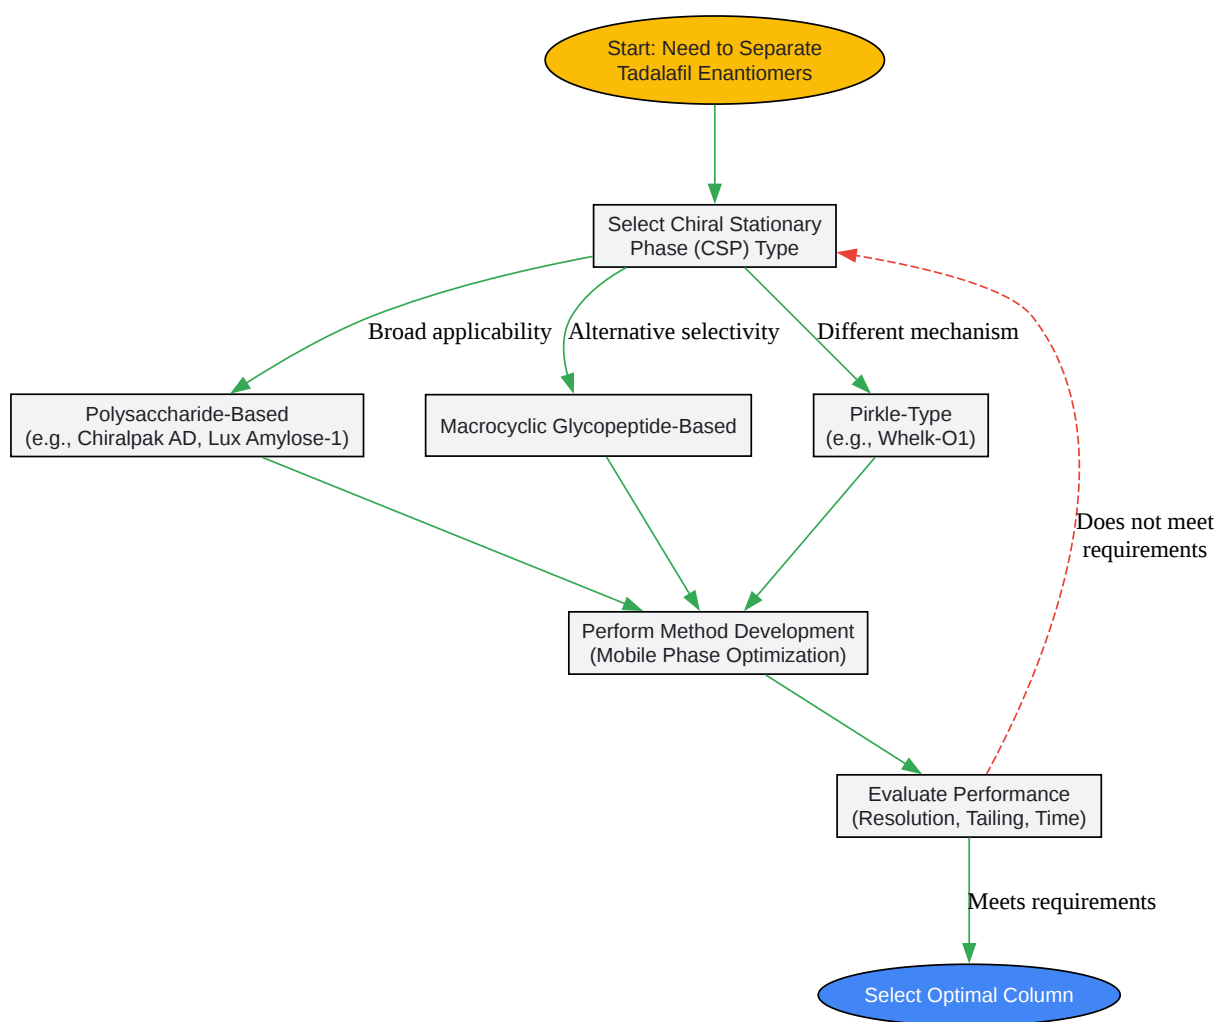 Start: Need to Separate
Tadalafil Enantiomers
Select Chiral Stationary
Phase (CSP) Type
Broad applicability
Alternative selectivity
Different mechanism
Polysaccharide-Based
(e.g., Chiralpak AD, Lux Amylose-1)
Macrocyclic Glycopeptide-Based
Pirkle-Type
(e.g., Whelk-O1)
Does not meet
requirements
Perform Method Development
(Mobile Phase Optimization)
Evaluate Performance
(Resolution, Tailing, Time)
Meets requirements
Select Optimal Column